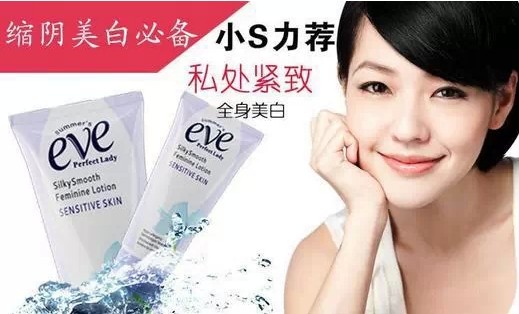 缩阴美白必备
小S力荐
私处紧致
全身美白
summer's
eve
Perfect Lady
SilkySmooth
Feminine Lotion
SENSITIVE SKIN
summer's
eve
Perfect Lady
SilkySmooth
Feminine Lotion
SENSITIVE SKIN